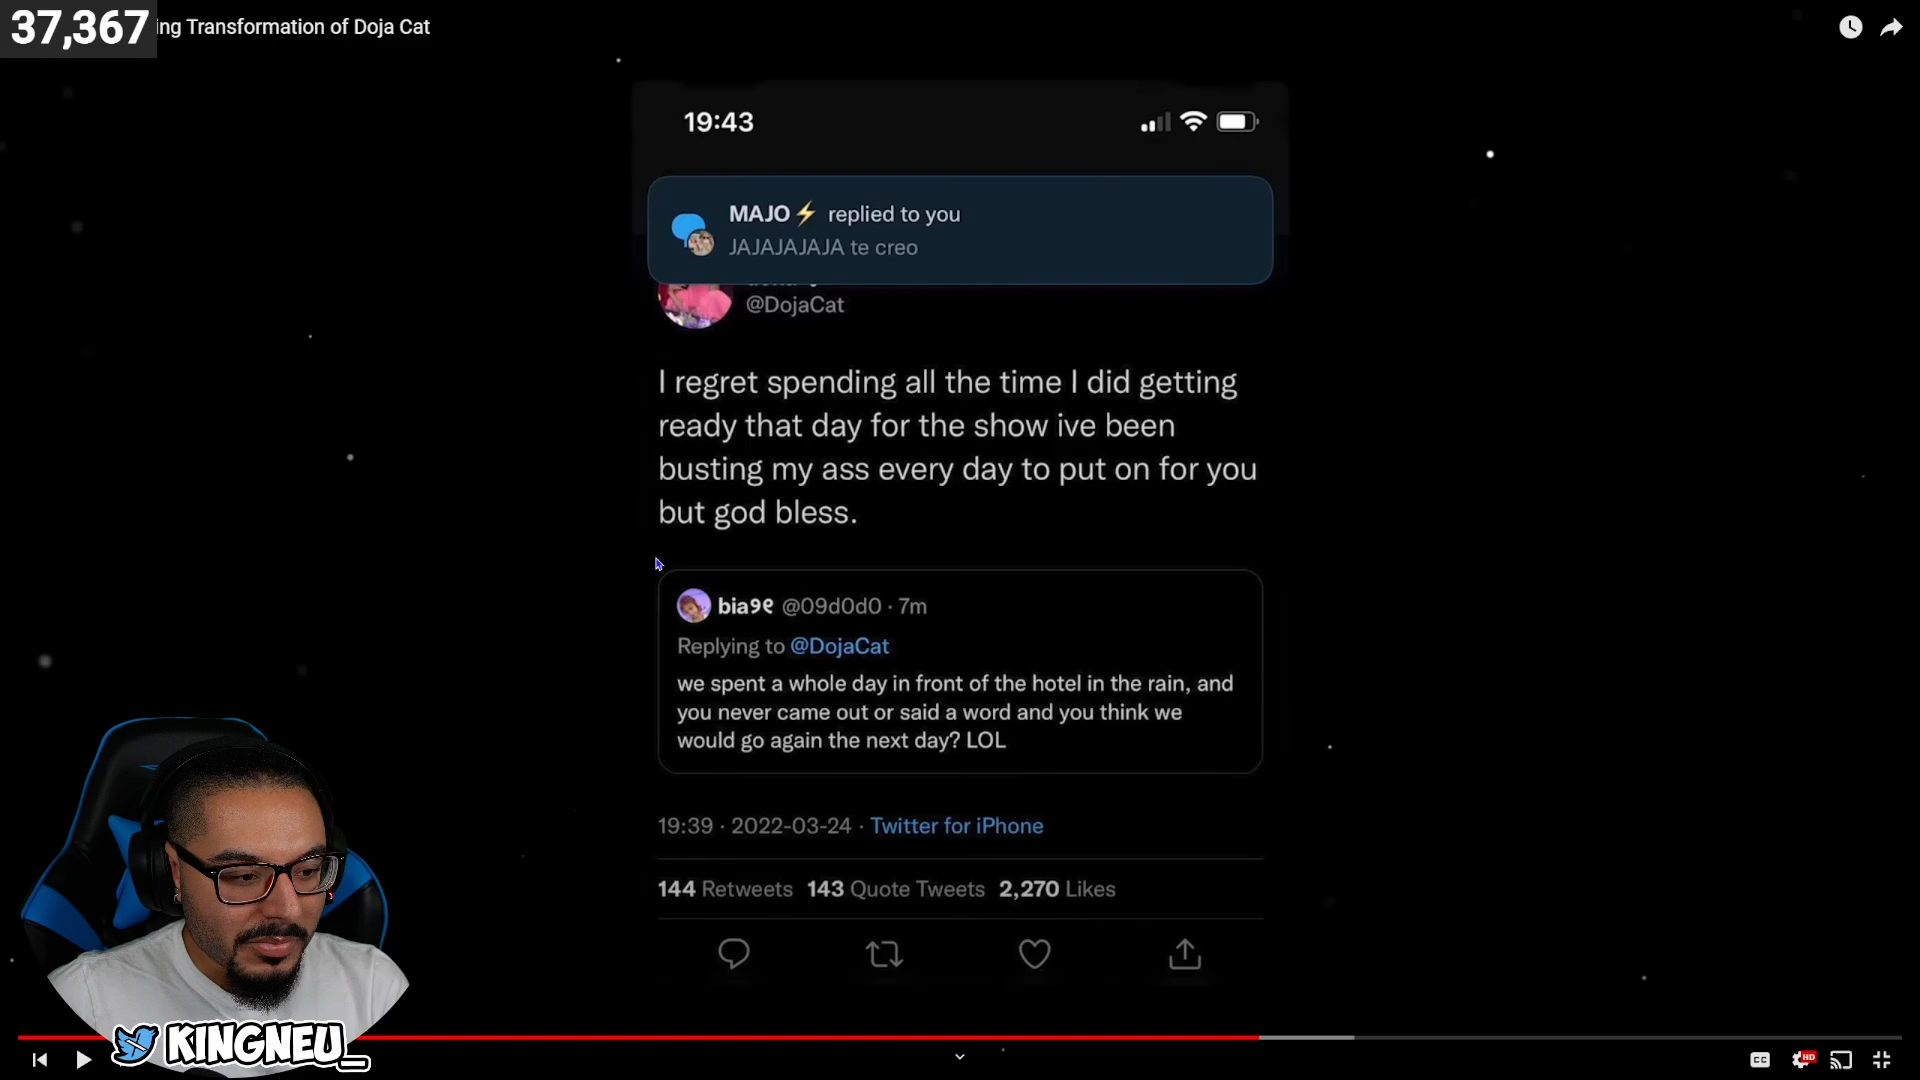 37,367
ing Transformation of Doja Cat
19:43
MAJO⚡ replied to you
JAJAJAJAJA te creo
@DojaCat
I regret spending all the time I did getting
ready that day for the show ive been
busting my ass every day to put on for you
but god bless.
bia୨୧ @09d0d0 · 7m
Replying to @DojaCat
we spent a whole day in front of the hotel in the rain, and
you never came out or said a word and you think we
would go again the next day? LOL
19:39 · 2022-03-24 · Twitter for iPhone
144 Retweets 143 Quote Tweets 2,270 Likes
KINGNEU_
CC
HD